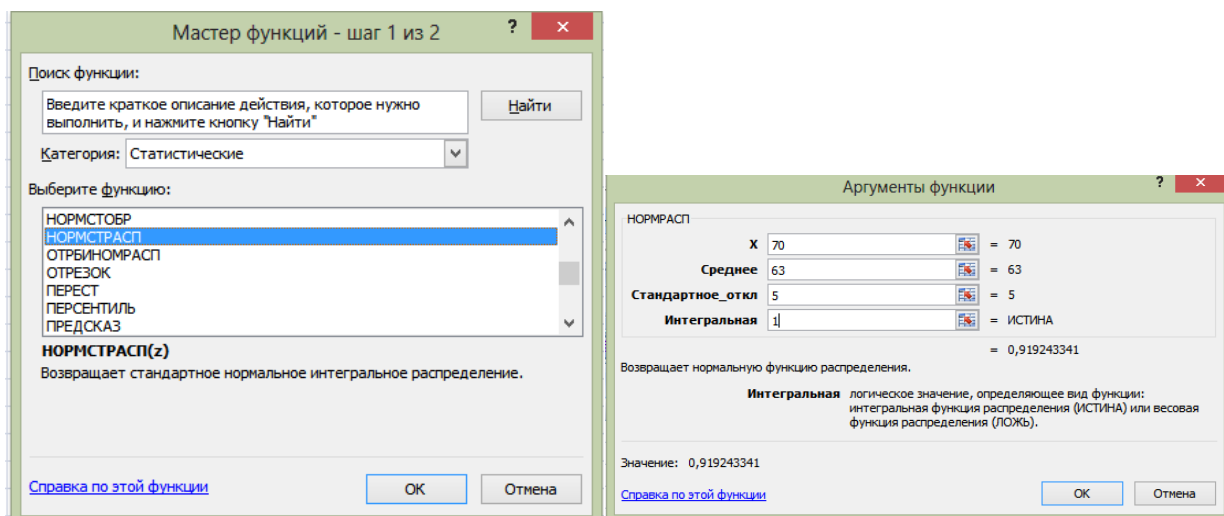 Мастер функций - шаг 1 из 2
?
×
Поиск функции:
Введите краткое описание действия, которое нужно
выполнить, и нажмите кнопку "Найти"
Найти
Категория: Статистические
Выберите функцию:
НОРМСТОБР
НОРМСТРАСП
ОТРБИНОМРАСП
ОТРЕЗОК
ПЕРЕСТ
ПЕРСЕНТИЛЬ
ПРЕДСКАЗ
НОРМСТРАСП(z)
Возвращает стандартное нормальное интегральное распределение.
Справка по этой функции
ОК
Отмена
Аргументы функции
?
×
НОРМРАСП
X 70 = 70
Среднее 63 = 63
Стандартное_откл 5 = 5
Интегральная 1 = ИСТИНА
= 0,919243341
Возвращает нормальную функцию распределения.
Интегральная логическое значение, определяющее вид функции:
интегральная функция распределения (ИСТИНА) или весовая
функция распределения (ЛОЖЬ).
Значение: 0,919243341
Справка по этой функции
ОК
Отмена